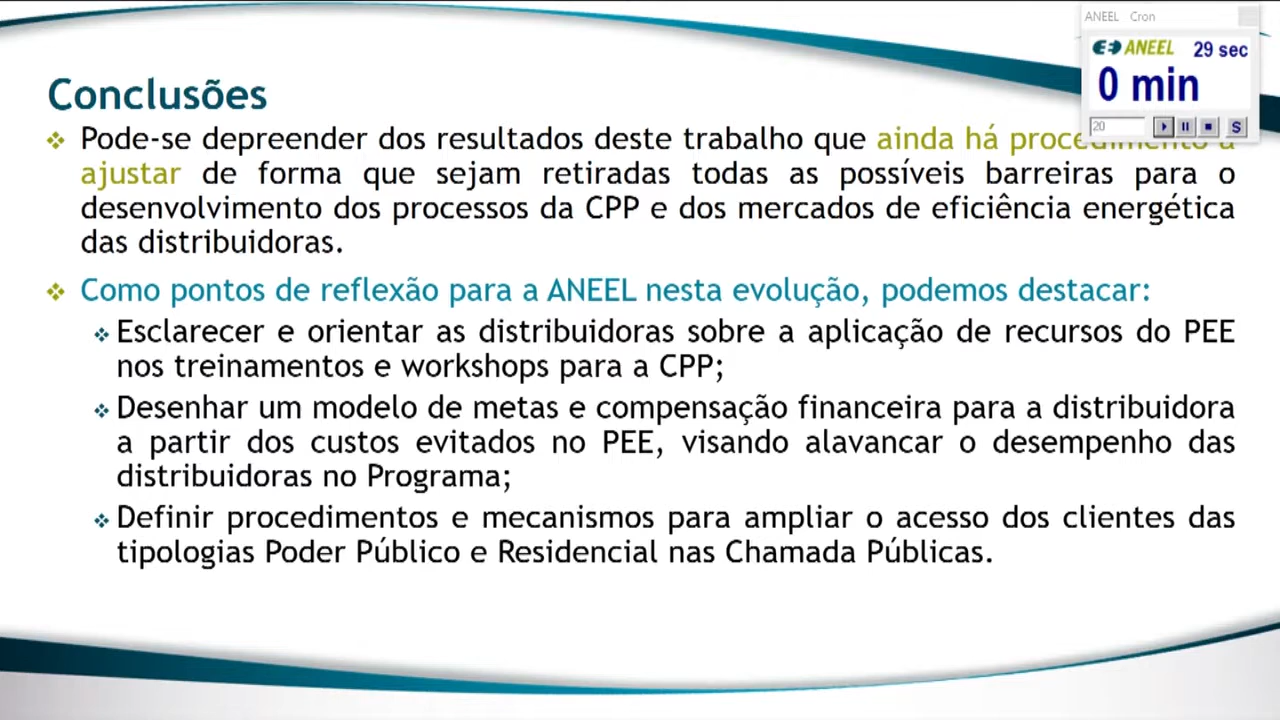 ANEEL Cron
ANEEL 29 sec
0 min
20
S
Conclusões
Pode-se depreender dos resultados deste trabalho que ainda há procedimento a
ajustar de forma que sejam retiradas todas as possíveis barreiras para o
desenvolvimento dos processos da CPP e dos mercados de eficiência energética
das distribuidoras.
Como pontos de reflexão para a ANEEL nesta evolução, podemos destacar:
Esclarecer e orientar as distribuidoras sobre a aplicação de recursos do PEE
nos treinamentos e workshops para a CPP;
Desenhar um modelo de metas e compensação financeira para a distribuidora
a partir dos custos evitados no PEE, visando alavancar o desempenho das
distribuidoras no Programa;
Definir procedimentos e mecanismos para ampliar o acesso dos clientes das
tipologias Poder Público e Residencial nas Chamada Públicas.